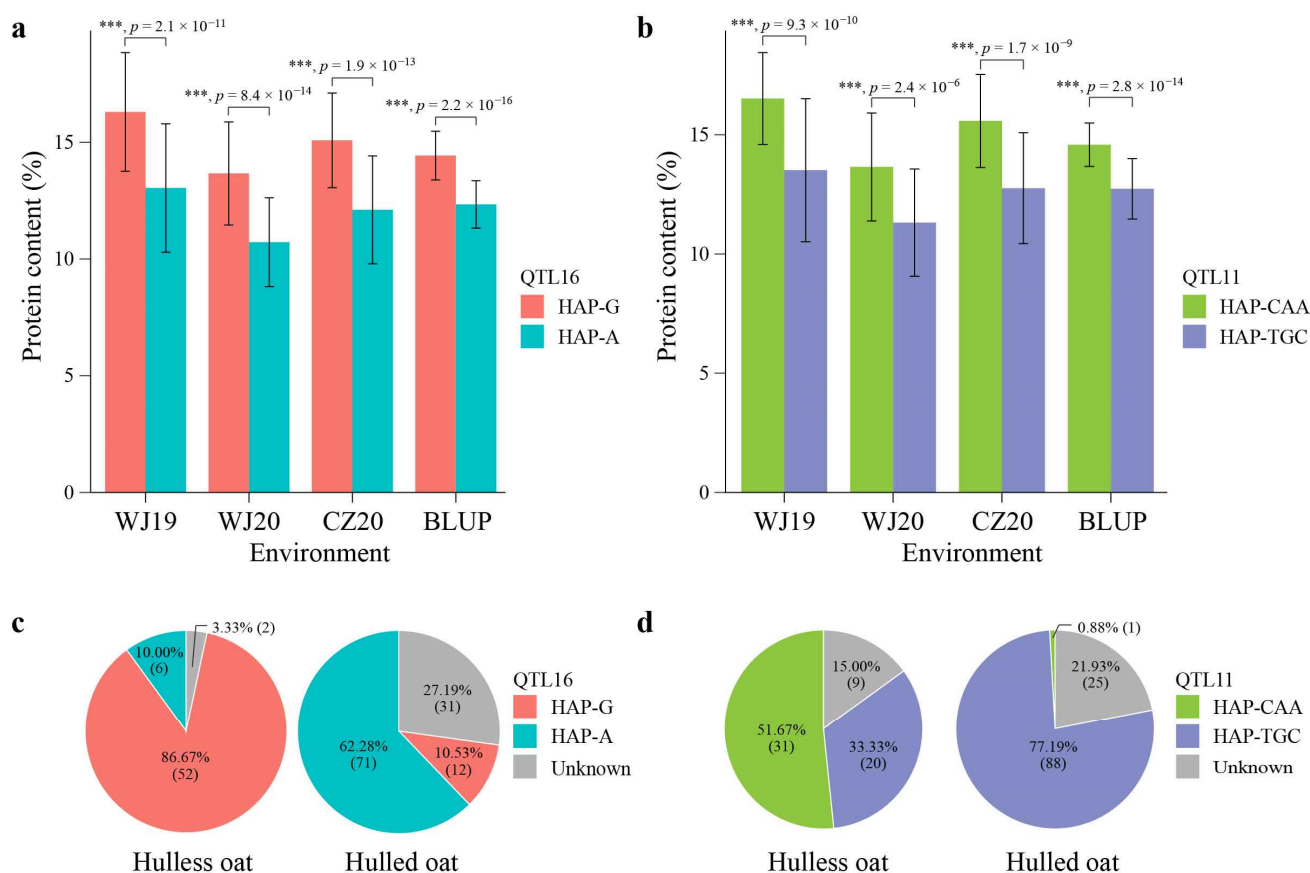 a
***, p = 2.1 × 10⁻¹¹
***, p = 8.4 × 10⁻¹⁴
***, p = 1.9 × 10⁻¹³
***, p = 2.2 × 10⁻¹⁶
Protein content (%)
15
10
5
0
WJ19 WJ20 CZ20 BLUP
Environment
QTL16
HAP-G
HAP-A
b
***, p = 9.3 × 10⁻¹⁰
***, p = 2.4 × 10⁻⁶
***, p = 1.7 × 10⁻⁹
***, p = 2.8 × 10⁻¹⁴
Protein content (%)
15
10
5
0
WJ19 WJ20 CZ20 BLUP
Environment
QTL11
HAP-CAA
HAP-TGC
c
3.33% (2)
10.00%
(6)
86.67%
(52)
Hulless oat
27.19%
(31)
62.28%
(71)
10.53%
(12)
Hulled oat
QTL16
HAP-G
HAP-A
Unknown
d
15.00%
(9)
51.67%
(31)
33.33%
(20)
Hulless oat
0.88% (1)
21.93%
(25)
77.19%
(88)
Hulled oat
QTL11
HAP-CAA
HAP-TGC
Unknown